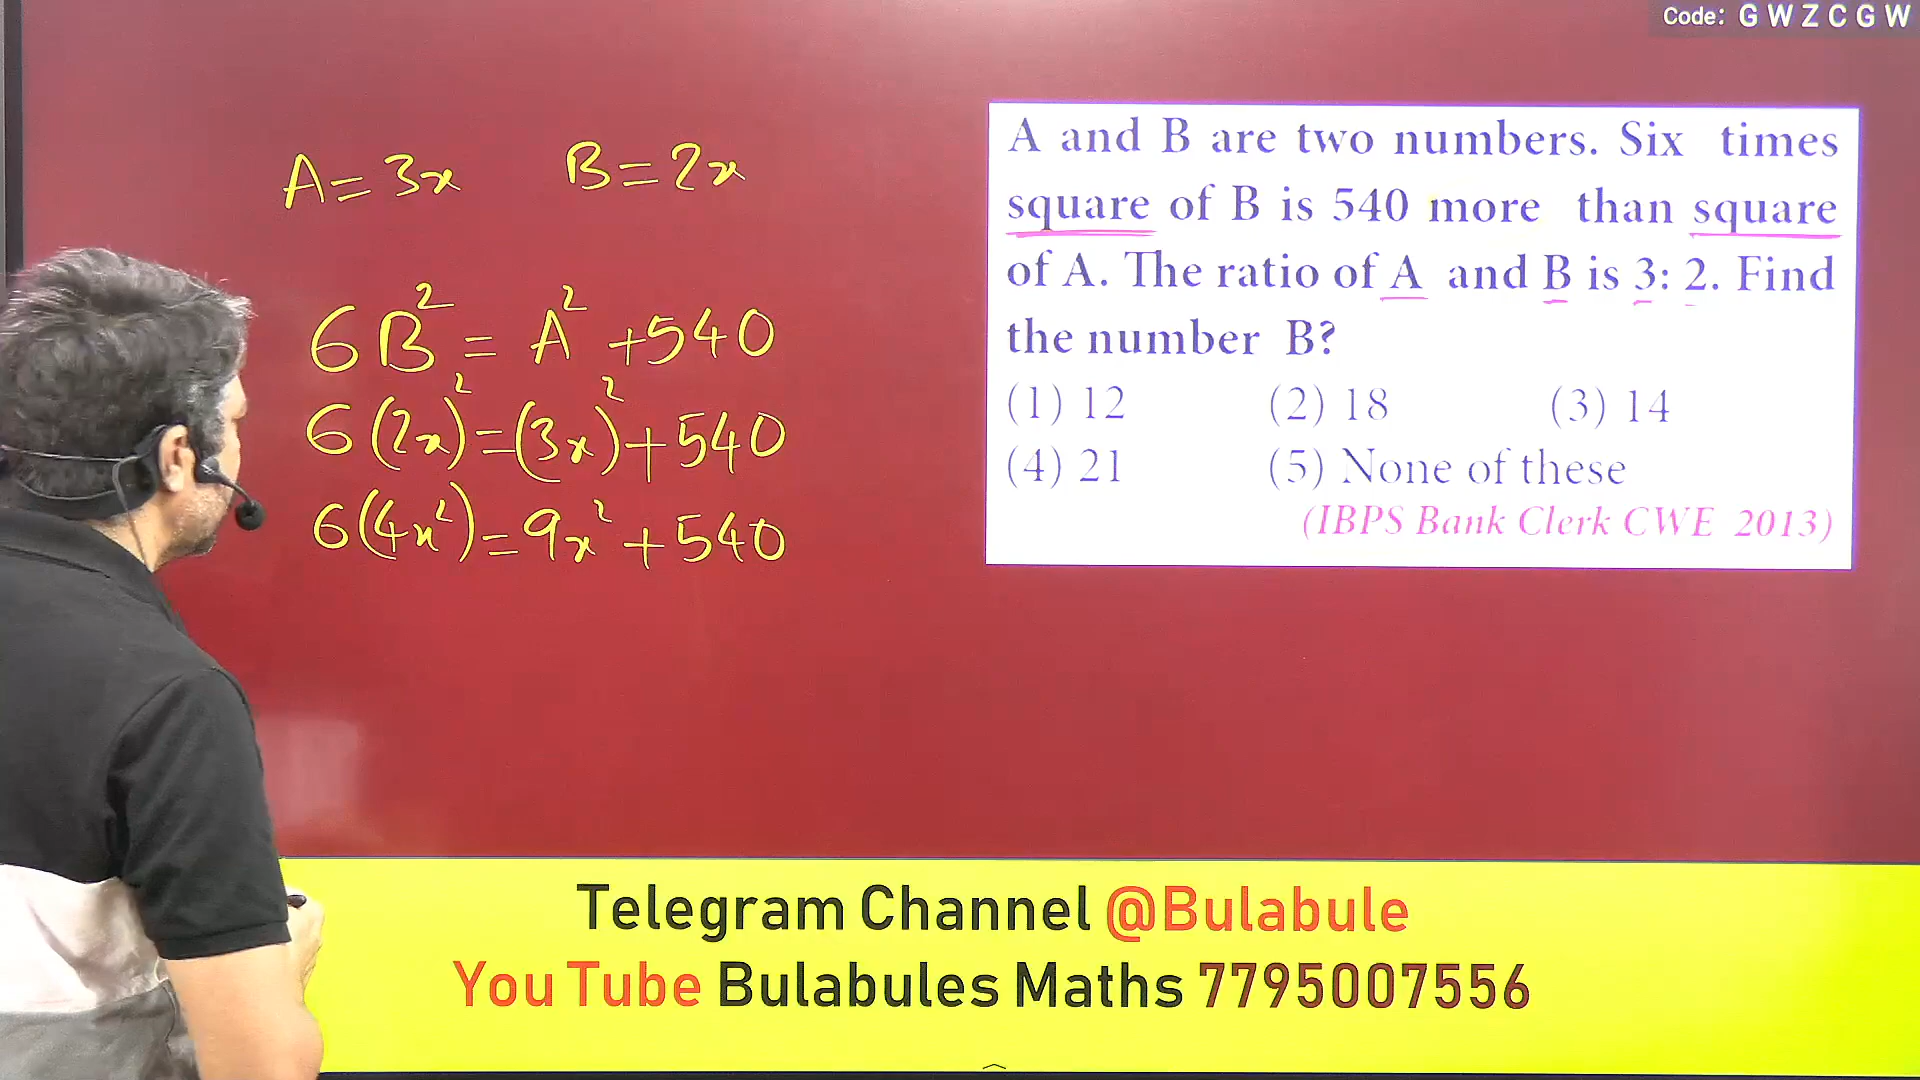 Code: G W Z C G W
A = 3x B = 2x
6B² = A² + 540
6(2x)² = (3x)² + 540
6(4x²) = 9x² + 540
A and B are two numbers. Six times
square of B is 540 more than square
of A. The ratio of A and B is 3: 2. Find
the number B?
(1) 12 (2) 18 (3) 14
(4) 21 (5) None of these
(IBPS Bank Clerk CWE 2013)
Telegram Channel @Bulabule
You Tube Bulabules Maths 7795007556